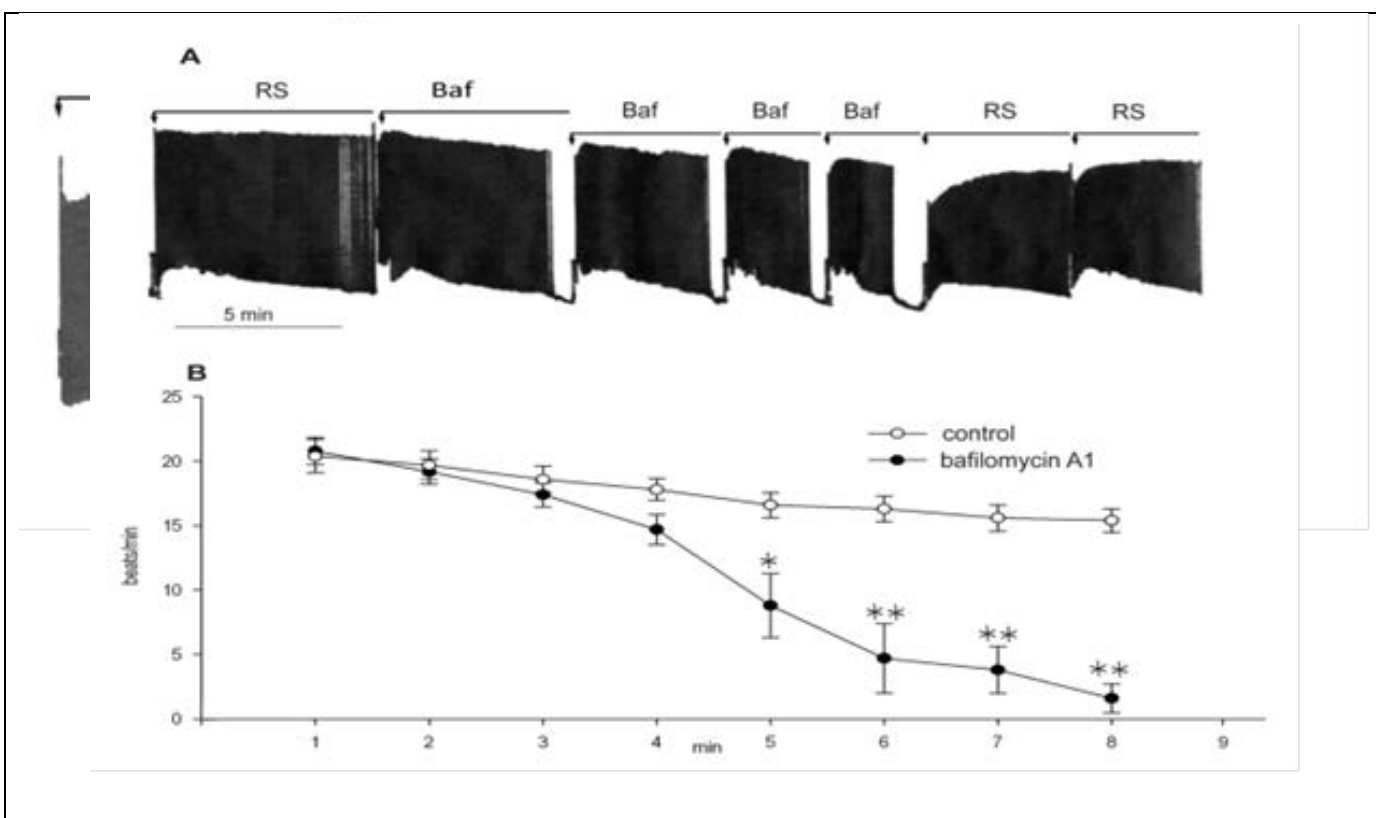 A
RS Baf Baf Baf Baf RS RS
5 min
B
25
20
15
10
5
0
beats/min
control
bafilomycin A1
*
**
**
**
1 2 3 4 5 6 7 8 9
min